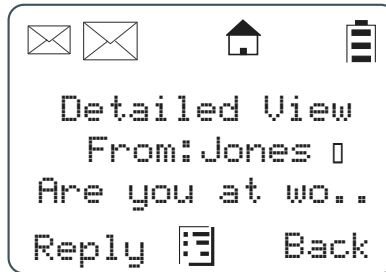 Detailed View
From:Jones ▯
Are you at wo..
Reply Back